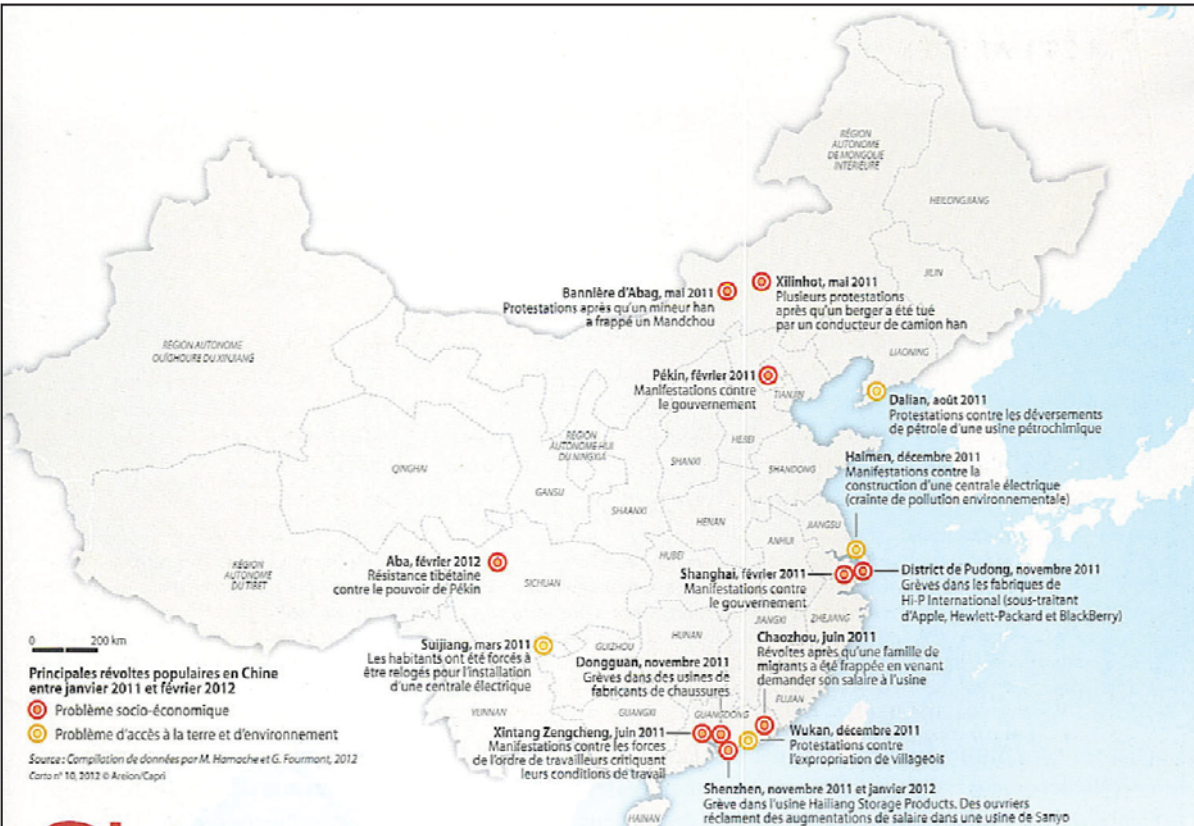 RÉGION
AUTONOME
DE MONGOLIE
INTÉRIEURE
HEILONGJIANG
JILIN
LIAONING
Bannière d'Abag, mai 2011
Protestations après qu'un mineur han
a frappé un Mandchou
Xilinhot, mai 2011
Plusieurs protestations
après qu'un berger a été tué
par un conducteur de camion han
RÉGION AUTONOME
OUÏGHOURE DU XINJIANG
Pékin, février 2011
Manifestations contre
le gouvernement
TIANJIN
Dalian, août 2011
Protestations contre les déversements
de pétrole d'une usine pétrochimique
RÉGION
AUTONOME HUI
DU NINGXIA
HEBEI
SHANXI
SHANDONG
QINGHAI
GANSU
SHAANXI
HENAN
JIANGSU
ANHUI
HUBEI
Haimen, décembre 2011
Manifestations contre la
construction d'une centrale électrique
(crainte de pollution environnementale)
RÉGION
AUTONOME
DU TIBET
Aba, février 2012
Résistance tibétaine
contre le pouvoir de Pékin
SICHUAN
Shanghai, février 2011
Manifestations contre
le gouvernement
District de Pudong, novembre 2011
Grèves dans les fabriques de
Hi-P International (sous-traitant
d'Apple, Hewlett-Packard et BlackBerry)
JIANGXI
ZHEJIANG
HUNAN
GUIZHOU
Suijiang, mars 2011
Les habitants ont été forcés à
être relogés pour l'installation
d'une centrale électrique
Dongguan, novembre 2011
Grèves dans des usines de
fabricants de chaussures
Chaozhou, juin 2011
Révoltes après qu'une famille de
migrants a été frappée en venant
demander son salaire à l'usine
FUJIAN
YUNNAN
GUANGXI
GUANGDONG
Xintang Zengcheng, juin 2011
Manifestations contre les forces
de l'ordre de travailleurs critiquant
leurs conditions de travail
Wukan, décembre 2011
Protestations contre
l'expropriation de villageois
Shenzhen, novembre 2011 et janvier 2012
Grève dans l'usine Hailiang Storage Products. Des ouvriers
réclament des augmentations de salaire dans une usine de Sanyo
HAINAN
0 200 km
Principales révoltes populaires en Chine
entre janvier 2011 et février 2012
Problème socio-économique
Problème d'accès à la terre et d'environnement
Source : Compilation de données par M. Hamache et G. Fourmont, 2012
Carto n° 10, 2012 © Areion/Capri